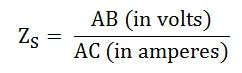 Z_S = AB (in volts)
AC (in amperes)